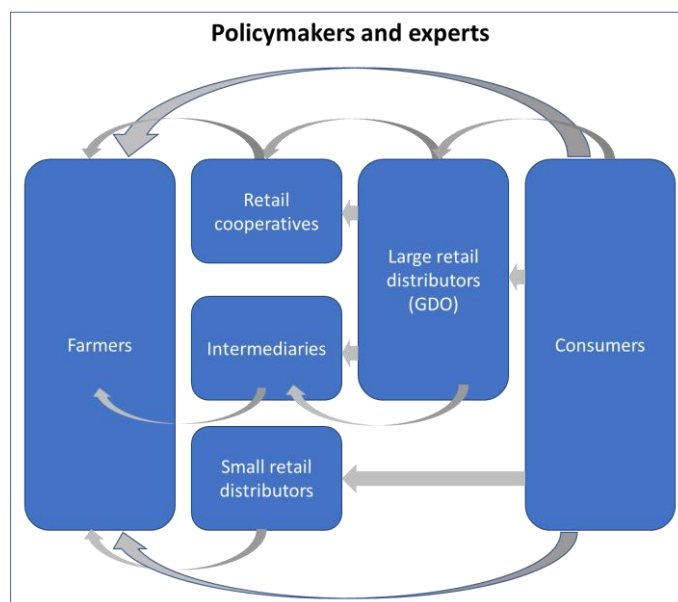 Policymakers and experts
Retail
cooperatives
Large retail
distributors
(GDO)
Farmers
Intermediaries
Consumers
Small retail
distributors